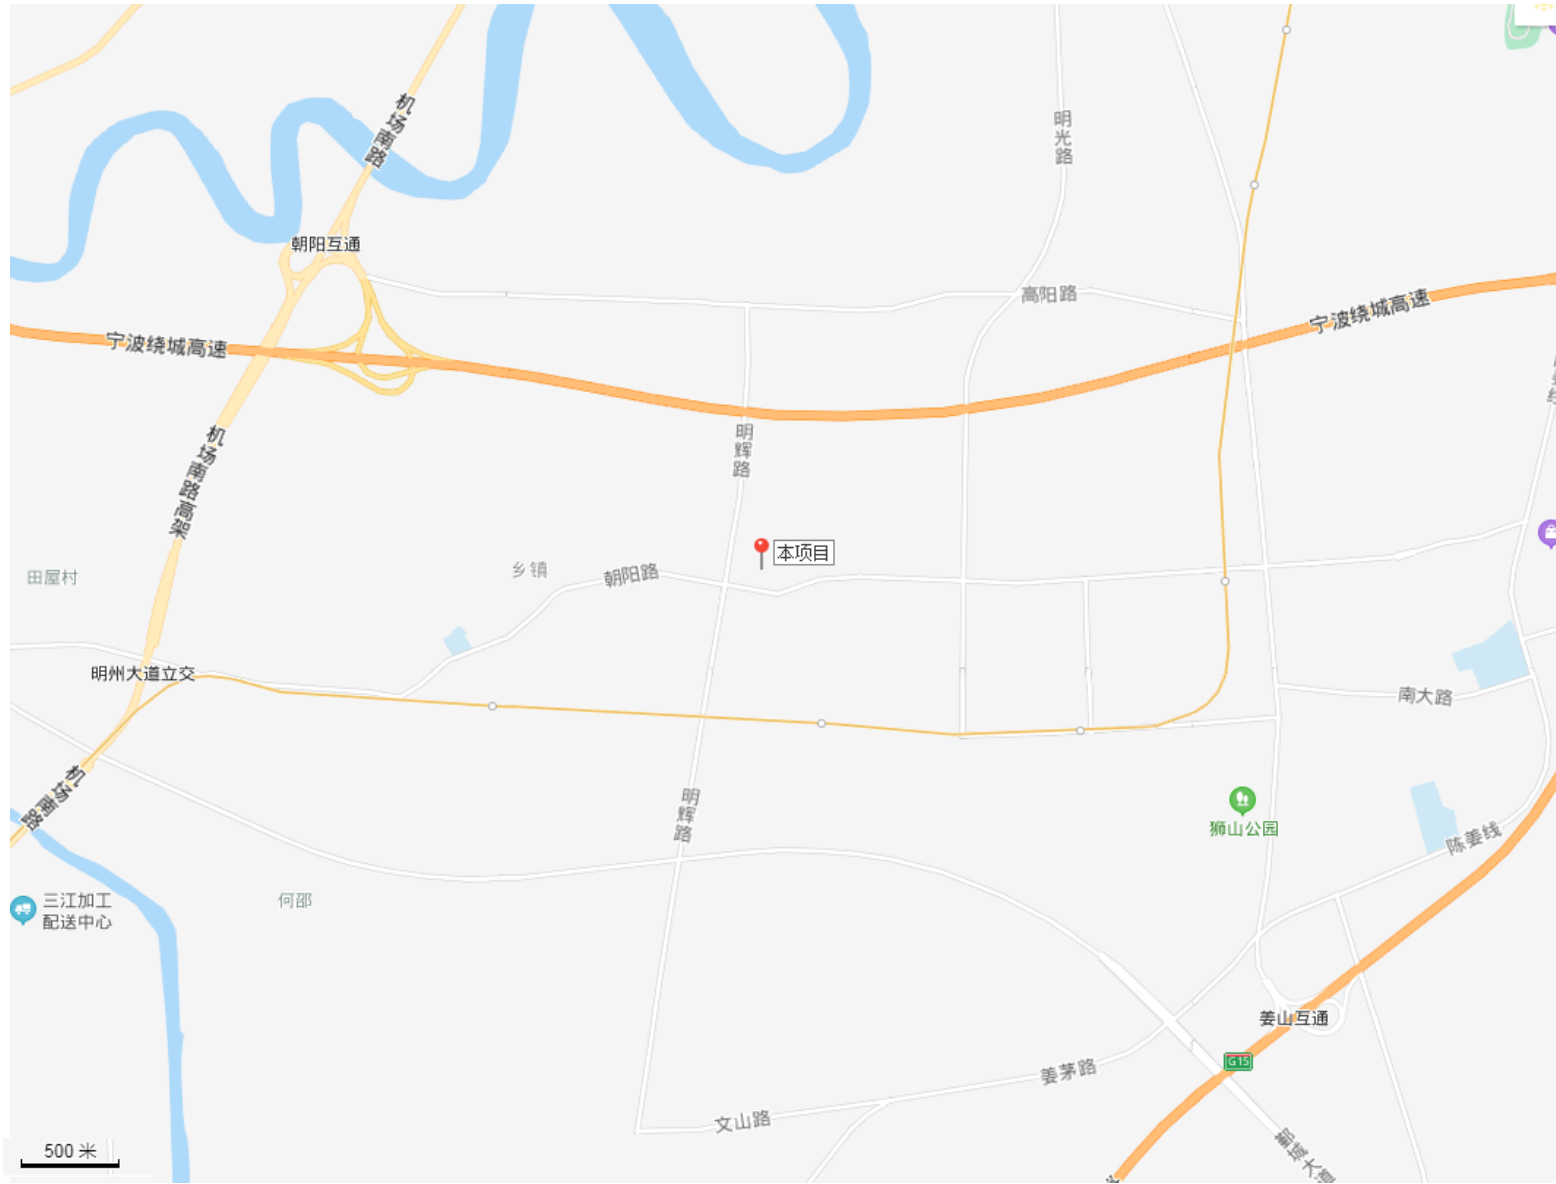 机场南路
明光路
朝阳互通
高阳路
宁波绕城高速
宁波绕城高速
机场南路高架
明辉路
本项目
乡镇
朝阳路
田屋村
明州大道立交
南大路
机场南路
明辉路
狮山公园
陈姜线
三江加工
配送中心
何邵
姜山互通
G15
姜茅路
文山路
鄞城大道
500 米